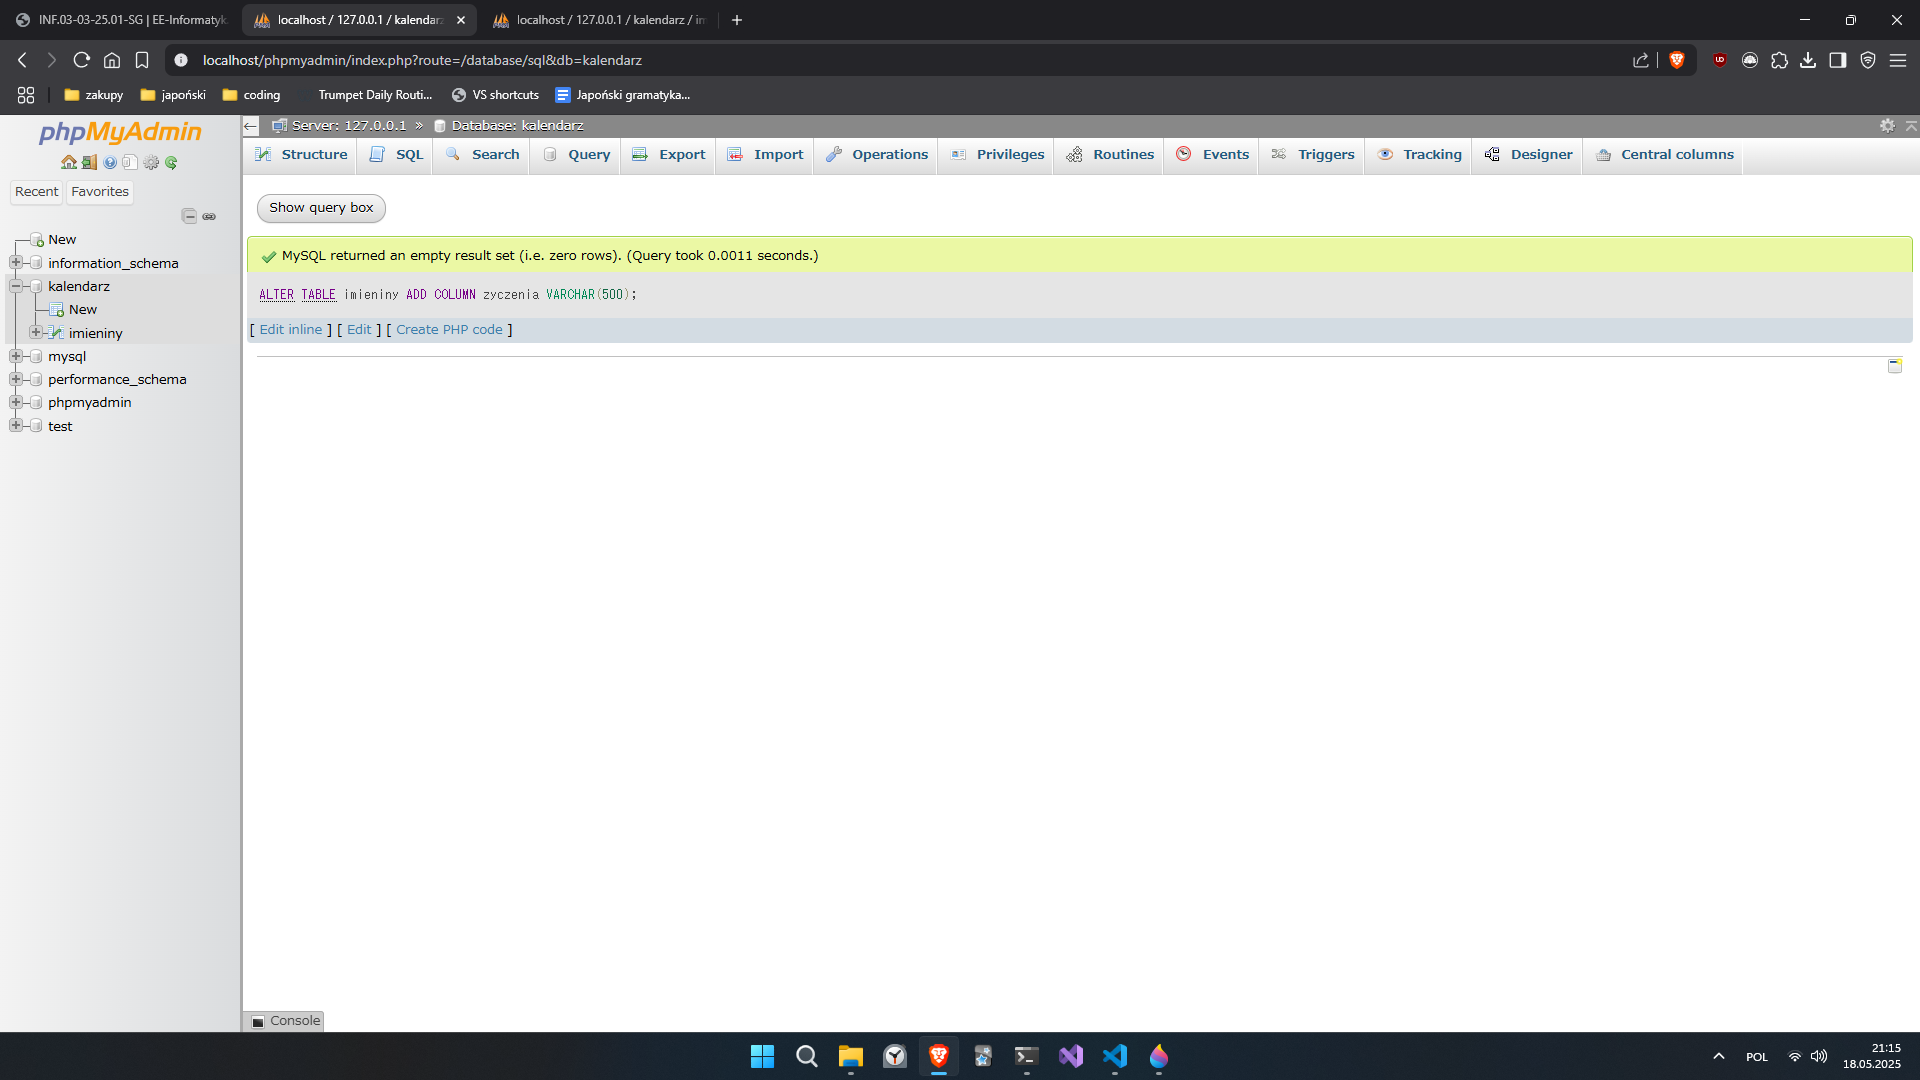 INF.03-03-25.01-SG | EE-Informatyk
localhost / 127.0.0.1 / kalendarz
localhost / 127.0.0.1 / kalendarz / im
localhost/phpmyadmin/index.php?route=/database/sql&db=kalendarz
zakupy
japoński
coding
Trumpet Daily Routi...
VS shortcuts
Japoński gramatyka...
phpMyAdmin
Recent
Favorites
New
information_schema
kalendarz
New
imieniny
mysql
performance_schema
phpmyadmin
test
Server: 127.0.0.1 » Database: kalendarz
Structure
SQL
Search
Query
Export
Import
Operations
Privileges
Routines
Events
Triggers
Tracking
Designer
Central columns
Show query box
MySQL returned an empty result set (i.e. zero rows). (Query took 0.0011 seconds.)
ALTER TABLE imieniny ADD COLUMN zyczenia VARCHAR(500);
[ Edit inline ] [ Edit ] [ Create PHP code ]
Console
POL
21:15
18.05.2025